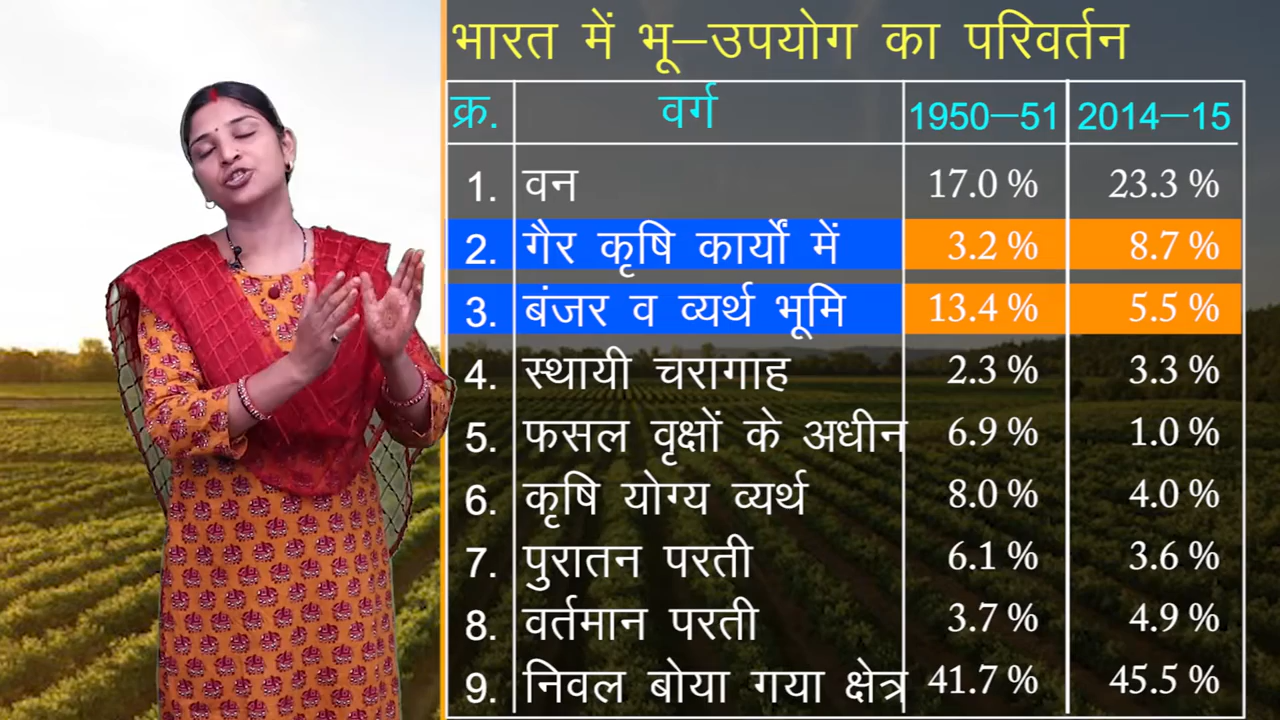 भारत में भू–उपयोग का परिवर्तन
क्र. वर्ग 1950–51 2014–15
1. वन 17.0 % 23.3 %
2. गैर कृषि कार्यों में 3.2 % 8.7 %
3. बंजर व व्यर्थ भूमि 13.4 % 5.5 %
4. स्थायी चरागाह 2.3 % 3.3 %
5. फसल वृक्षों के अधीन 6.9 % 1.0 %
6. कृषि योग्य व्यर्थ 8.0 % 4.0 %
7. पुरातन परती 6.1 % 3.6 %
8. वर्तमान परती 3.7 % 4.9 %
9. निवल बोया गया क्षेत्र 41.7 % 45.5 %